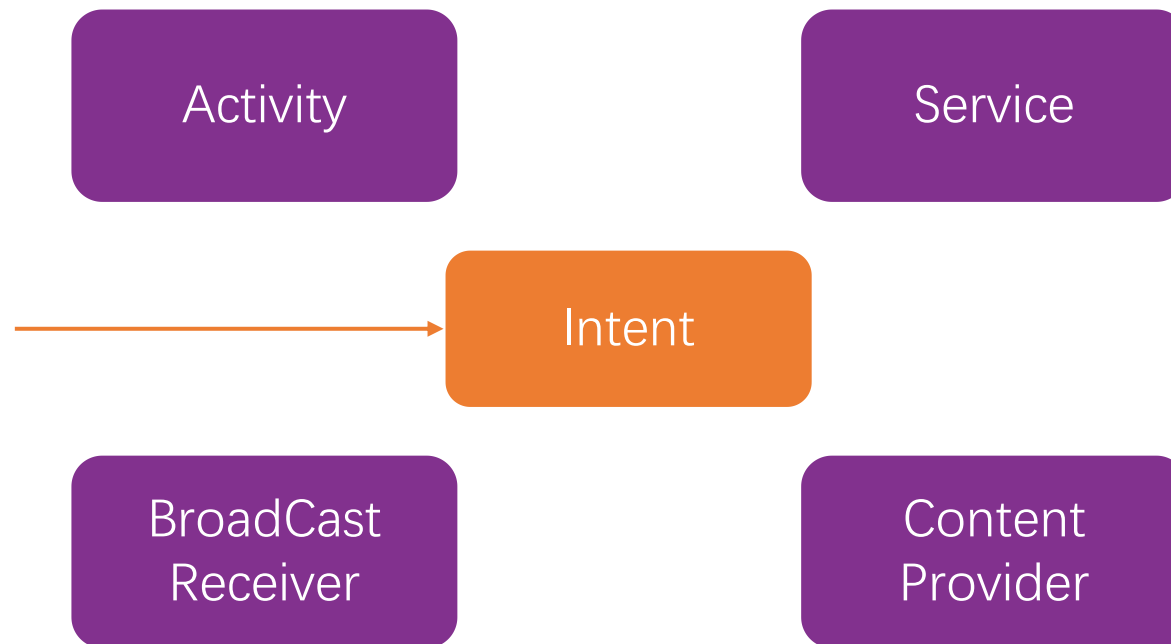 Activity
Service
Intent
BroadCast
Receiver
Content
Provider